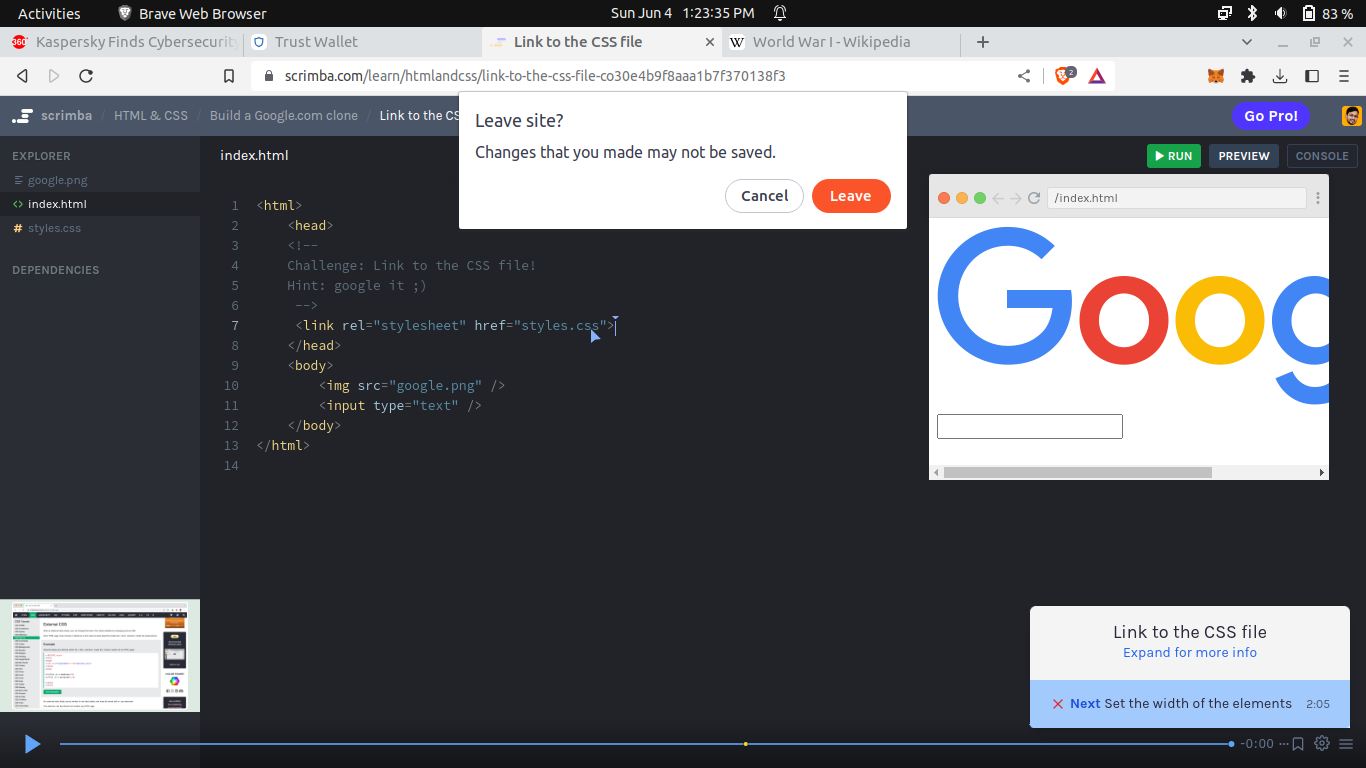 Activities Brave Web Browser Sun Jun 4 1:23:35 PM 83 %
360 Kaspersky Finds Cybersecurity Trust Wallet Link to the CSS file W World War I - Wikipedia
scrimba.com/learn/htmlandcss/link-to-the-css-file-co30e4b9f8aaa1b7f370138f3 2
scrimba / HTML & CSS / Build a Google.com clone / Link to the CS Go Pro!
Leave site?
Changes that you made may not be saved.
Cancel Leave
EXPLORER
google.png
index.html
styles.css
DEPENDENCIES
index.html
RUN PREVIEW CONSOLE
/index.html
Goog
1 <html>
2 <head>
3 <!--
4 Challenge: Link to the CSS file!
5 Hint: google it ;)
6 -->
7 <link rel="stylesheet" href="styles.css">
8 </head>
9 <body>
10 <img src="google.png" />
11 <input type="text" />
12 </body>
13 </html>
14
External CSS
Link to the CSS file
Expand for more info
Next Set the width of the elements 2:05
-0:00